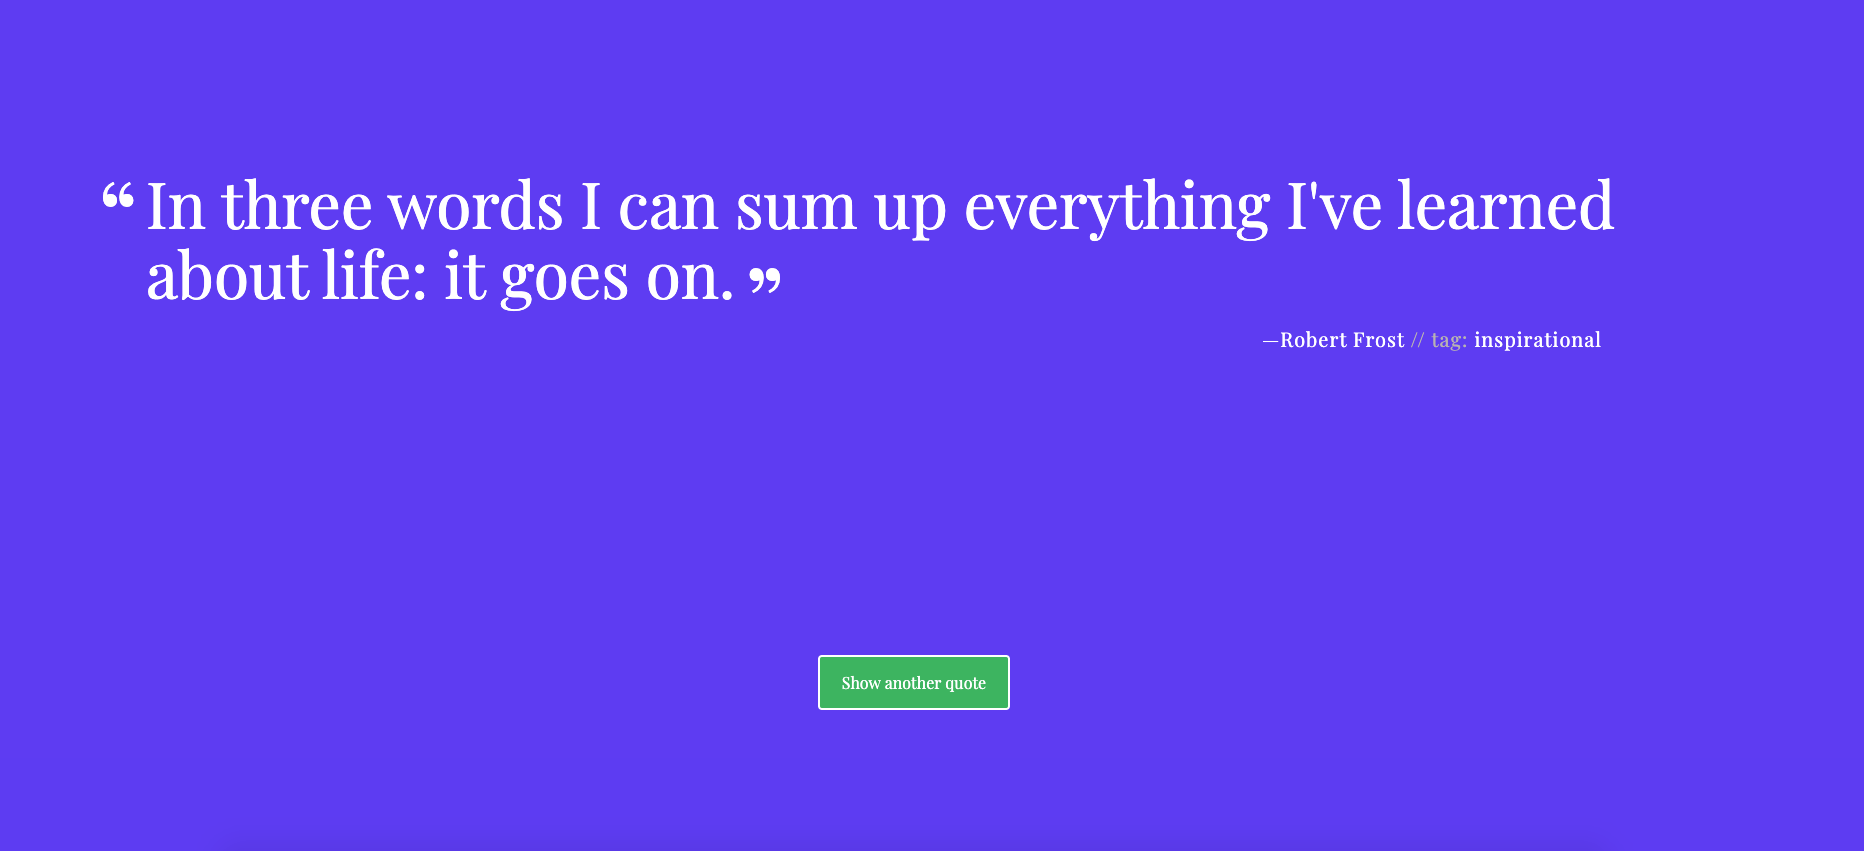 “ In three words I can sum up everything I've learned
about life: it goes on. ”
—Robert Frost // tag: inspirational
Show another quote